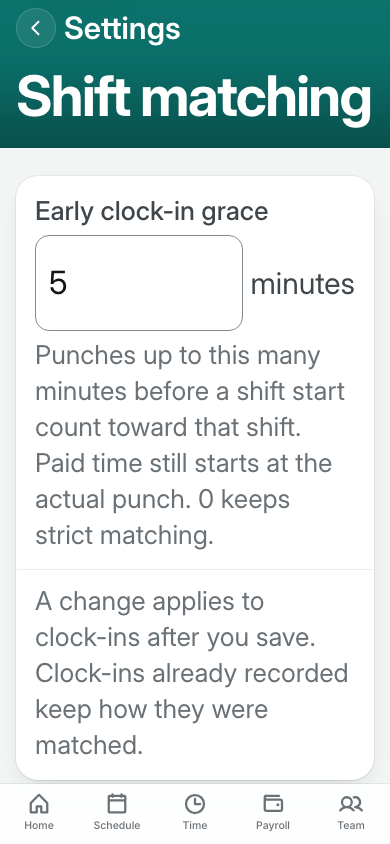 Settings
Shift matching
Early clock-in grace
5 minutes
Punches up to this many
minutes before a shift start
count toward that shift.
Paid time still starts at the
actual punch. 0 keeps
strict matching.
A change applies to
clock-ins after you save.
Clock-ins already recorded
keep how they were
matched.
Home Schedule Time Payroll Team